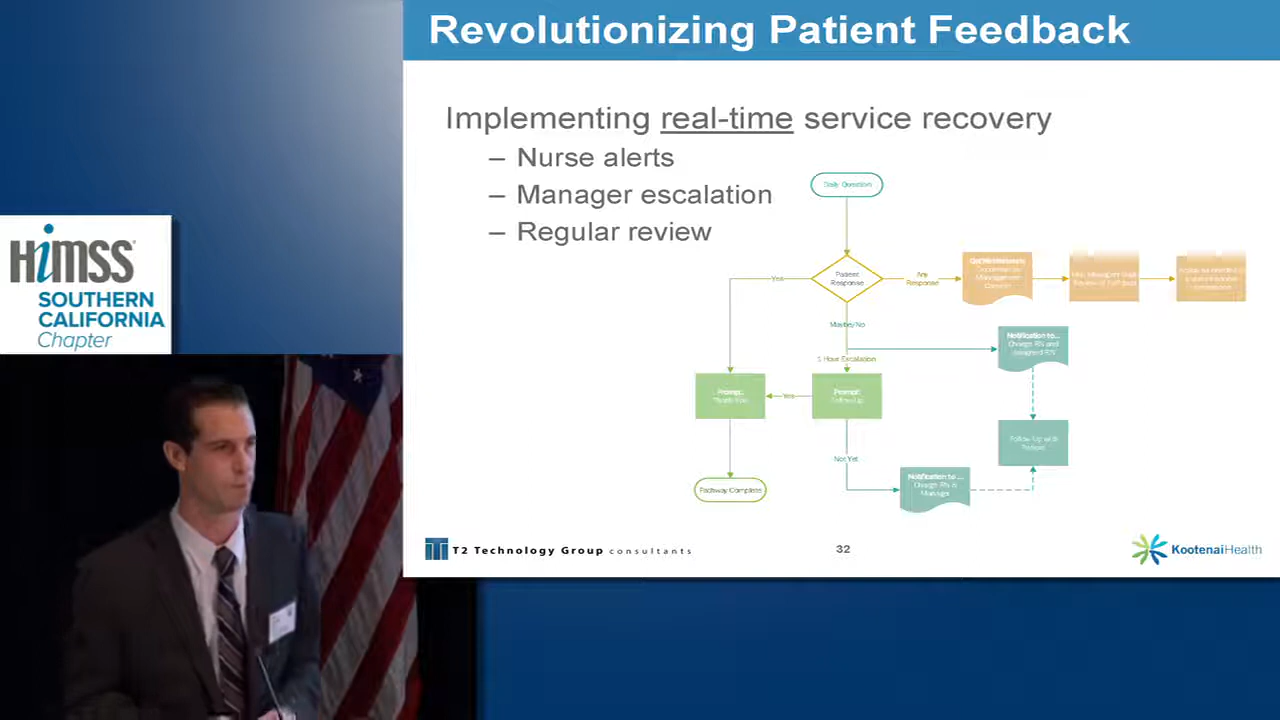 Revolutionizing Patient Feedback
Implementing real-time service recovery
– Nurse alerts
– Manager escalation
– Regular review
HiMSS
SOUTHERN
CALIFORNIA
Chapter
Daily Question
Patient
Response
Yes
Any
Response
Maybe/No
1 Hour Escalation
Notification to...
Charge RN and
Assigned RN
Prompt:
Thank You
Yes
Prompt:
Follow-Up
Follow-Up with
Patient
Not Yet
Notification to ...
Charge RN &
Manager
Pathway Complete
T2 Technology Group consultants
32
KootenaiHealth